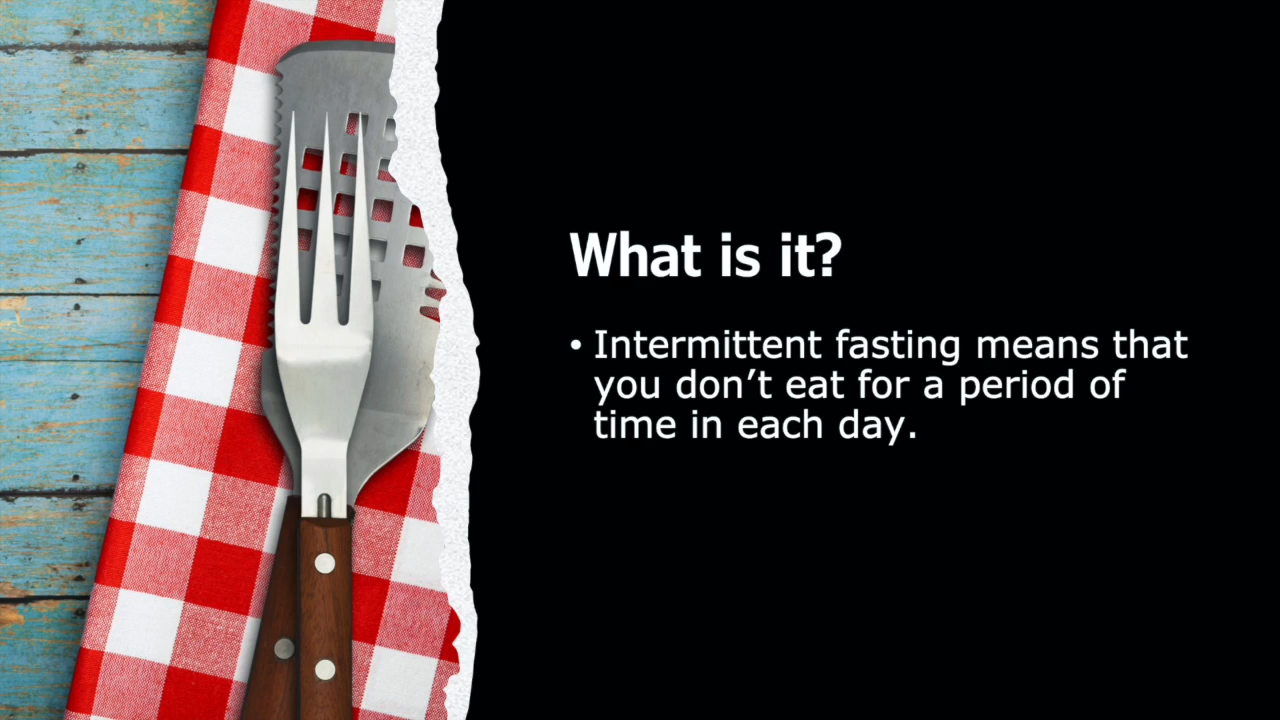 What is it?
• Intermittent fasting means that
you don’t eat for a period of
time in each day.